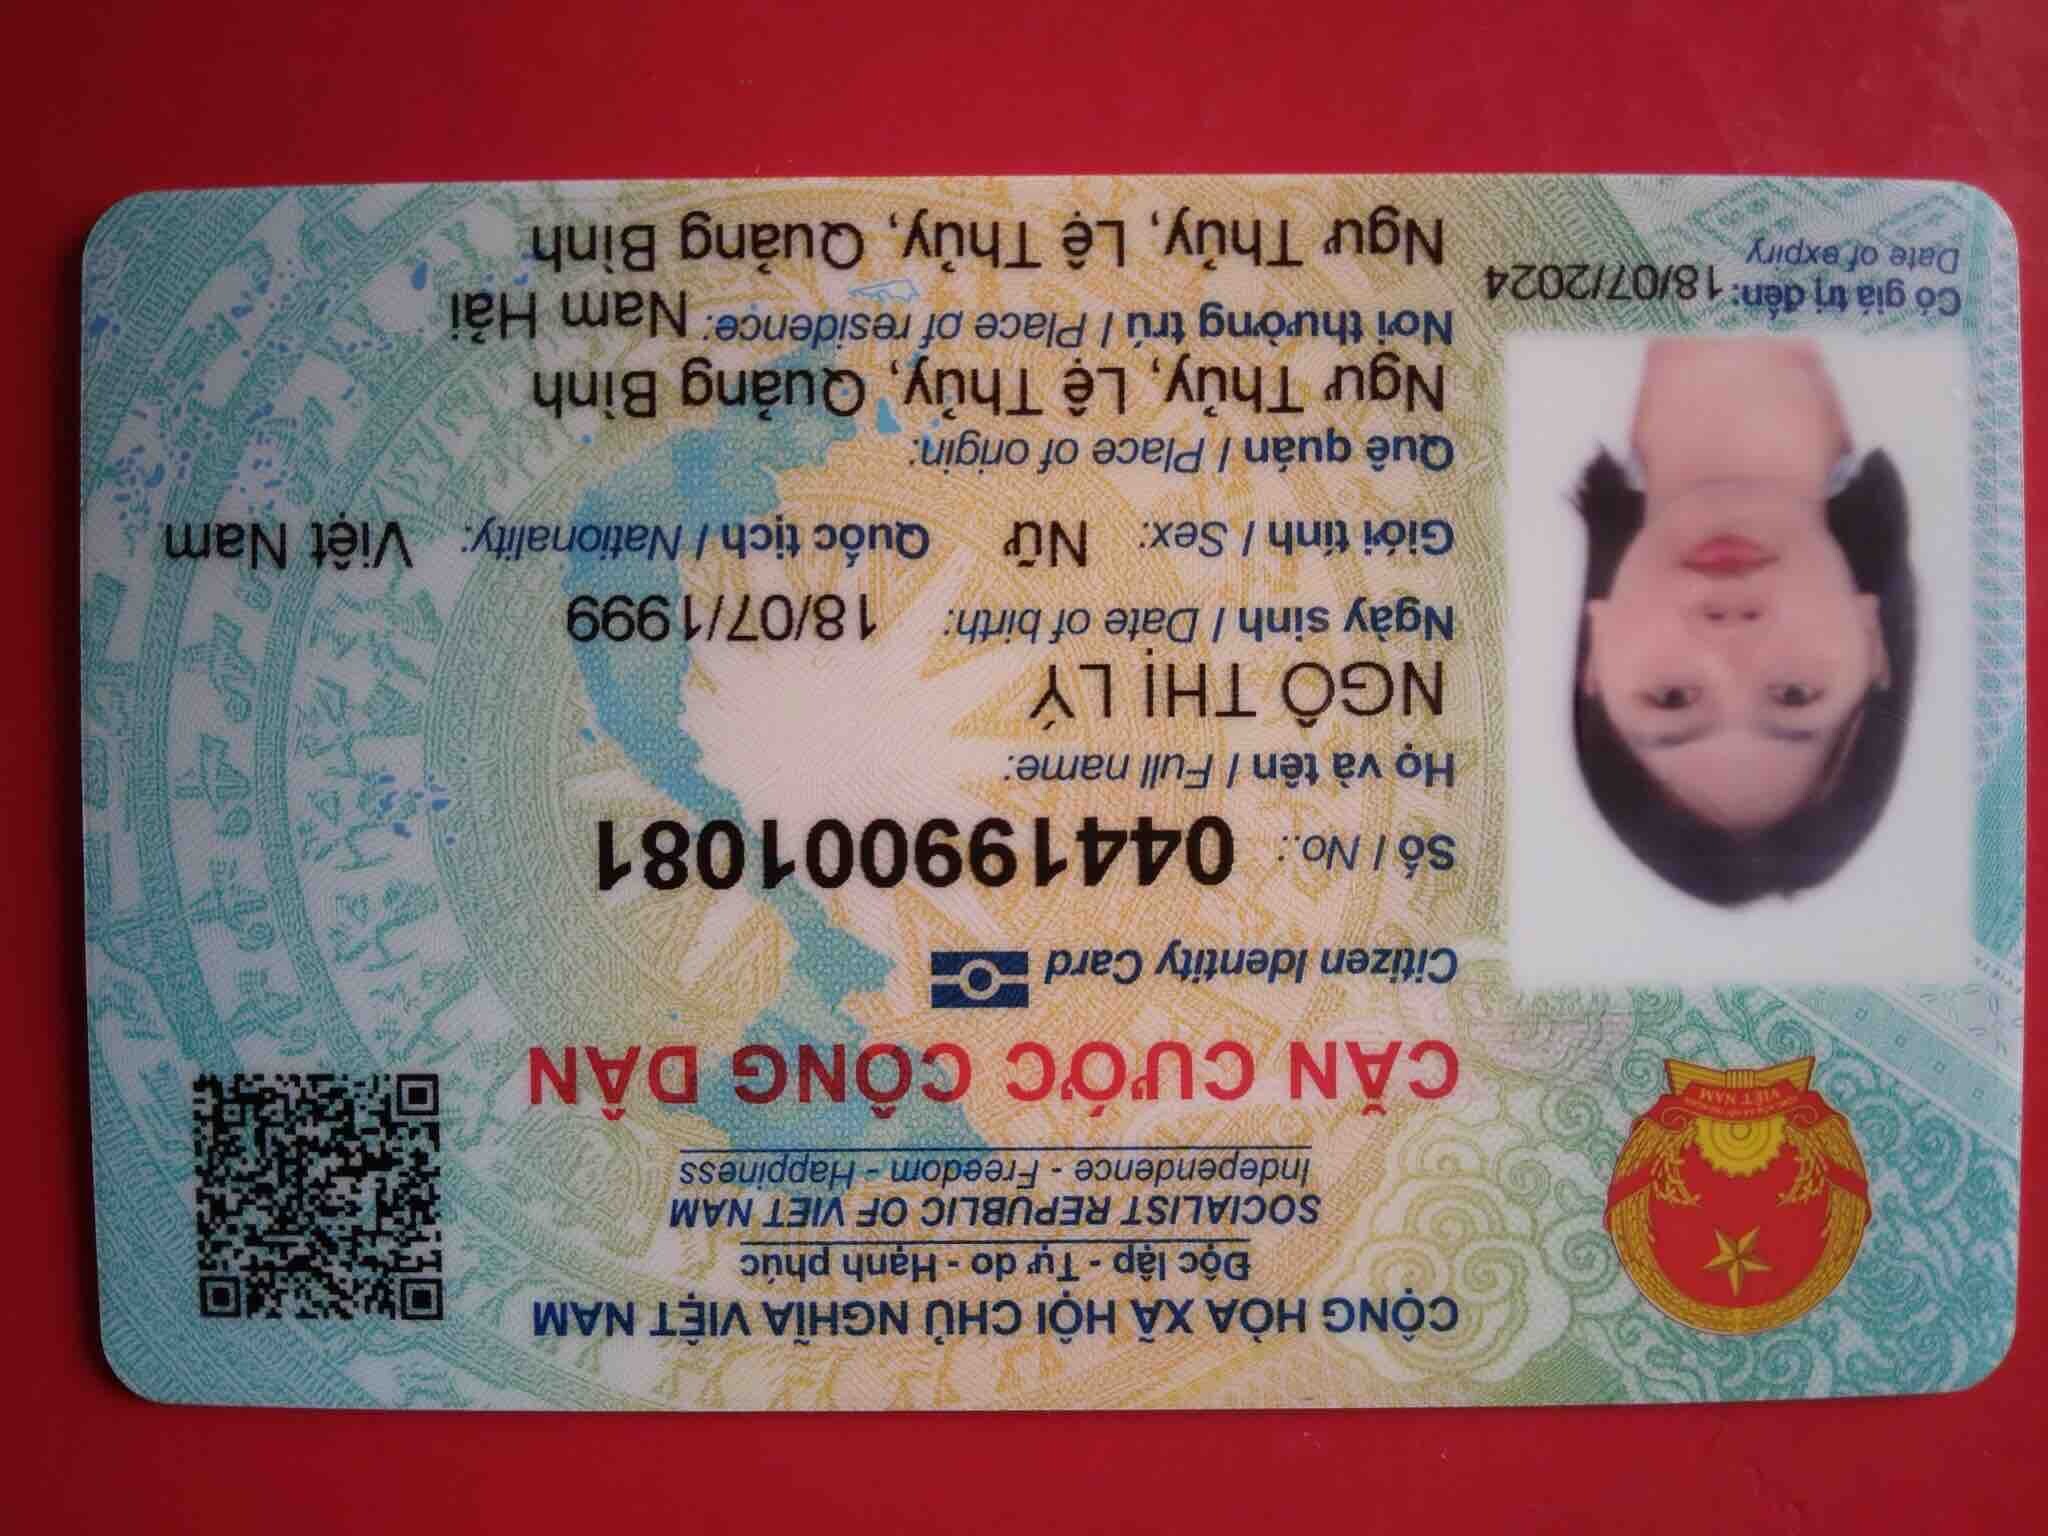 CỘNG HÒA XÃ HỘI CHỦ NGHĨA VIỆT NAM
Độc lập - Tự do - Hạnh phúc
SOCIALIST REPUBLIC OF VIET NAM
Independence - Freedom - Happiness
CĂN CƯỚC CÔNG DÂN
Citizen Identity Card
Số / No.: 044199001081
Họ và tên / Full name:
NGÔ THỊ LÝ
Ngày sinh / Date of birth: 18/07/1999
Giới tính / Sex: Nữ Quốc tịch / Nationality: Việt Nam
Quê quán / Place of origin:
Ngư Thủy, Lệ Thủy, Quảng Bình
Nơi thường trú / Place of residence: Nam Hải
Ngư Thủy, Lệ Thủy, Quảng Bình
Có giá trị đến: 18/07/2024
Date of expiry
VIỆT NAM